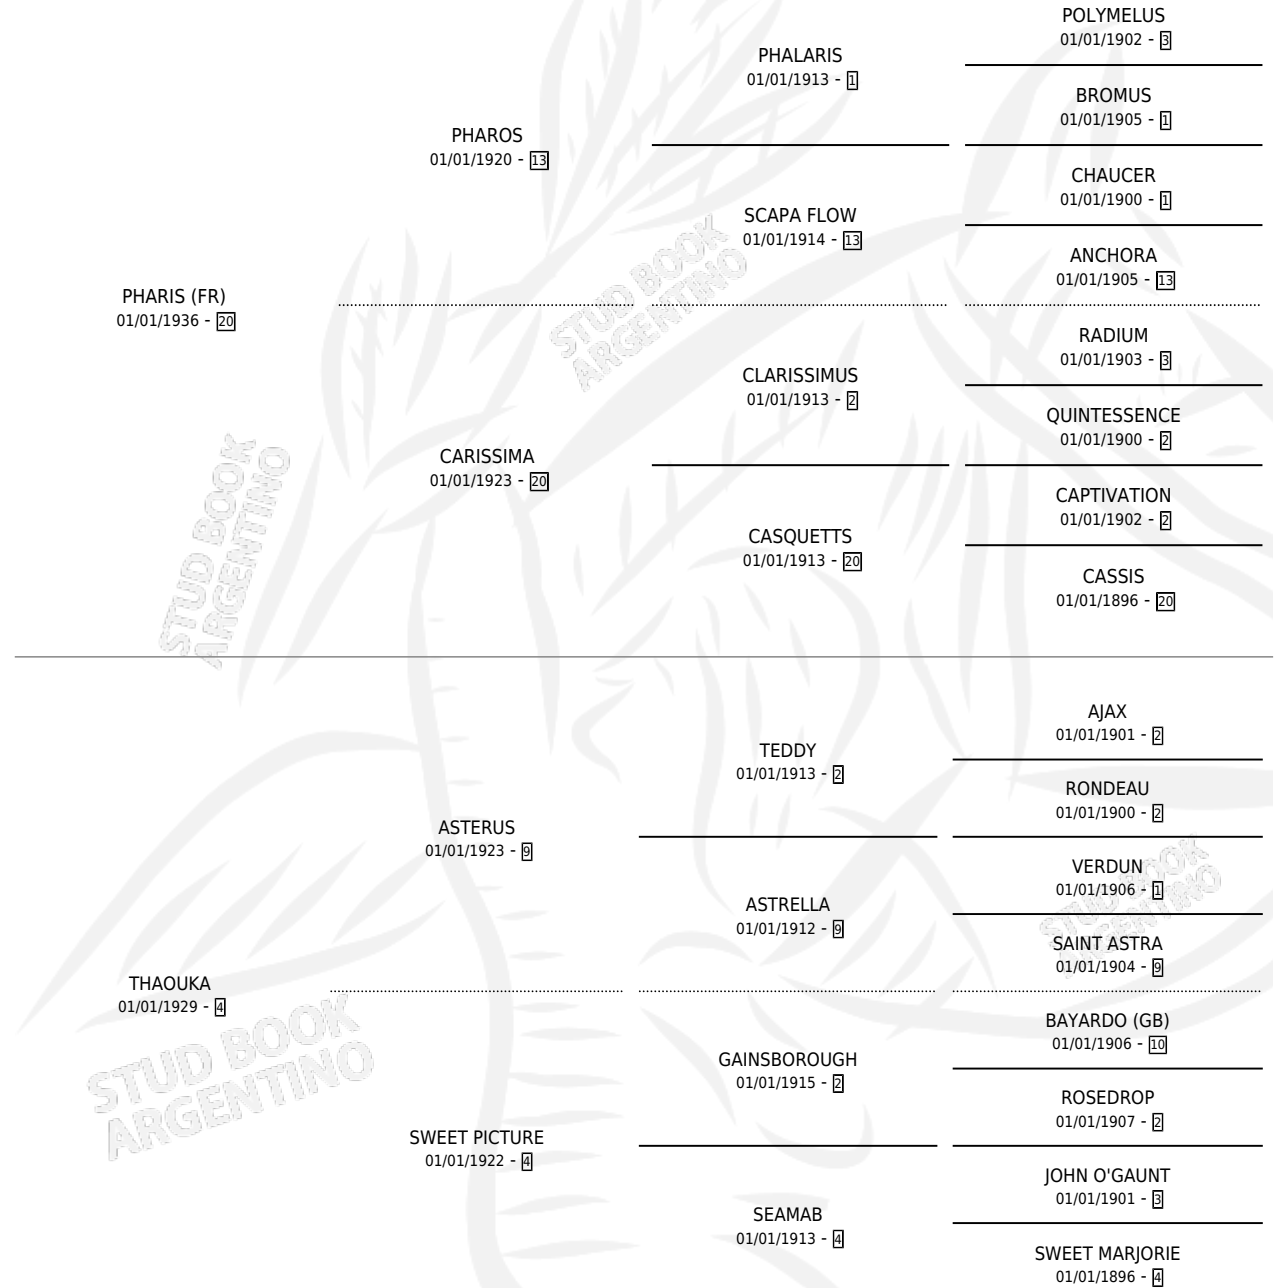 POLYMELUS
01/01/1902 - 3
PHALARIS
01/01/1913 - 1
BROMUS
01/01/1905 - 1
PHAROS
01/01/1920 - 13
CHAUCER
01/01/1900 - 1
SCAPA FLOW
01/01/1914 - 13
ANCHORA
01/01/1905 - 13
PHARIS (FR)
01/01/1936 - 20
STUD BOOK
ARGENTINO
RADIUM
01/01/1903 - 3
CLARISSIMUS
01/01/1913 - 2
QUINTESSENCE
01/01/1900 - 2
CARISSIMA
01/01/1923 - 20
CAPTIVATION
01/01/1902 - 2
CASQUETTS
01/01/1913 - 20
CASSIS
01/01/1896 - 20
STUD BOOK
ARGENTINO
AJAX
01/01/1901 - 2
TEDDY
01/01/1913 - 2
RONDEAU
01/01/1900 - 2
ASTERUS
01/01/1923 - 9
VERDUN
01/01/1906 - 1
STUD BOOK
ARGENTINO
ASTRELLA
01/01/1912 - 9
SAINT ASTRA
01/01/1904 - 9
THAOUKA
01/01/1929 - 4
BAYARDO (GB)
01/01/1906 - 10
STUD BOOK
ARGENTINO
GAINSBOROUGH
01/01/1915 - 2
ROSEDROP
01/01/1907 - 2
SWEET PICTURE
01/01/1922 - 4
JOHN O'GAUNT
01/01/1901 - 3
SEAMAB
01/01/1913 - 4
SWEET MARJORIE
01/01/1896 - 4